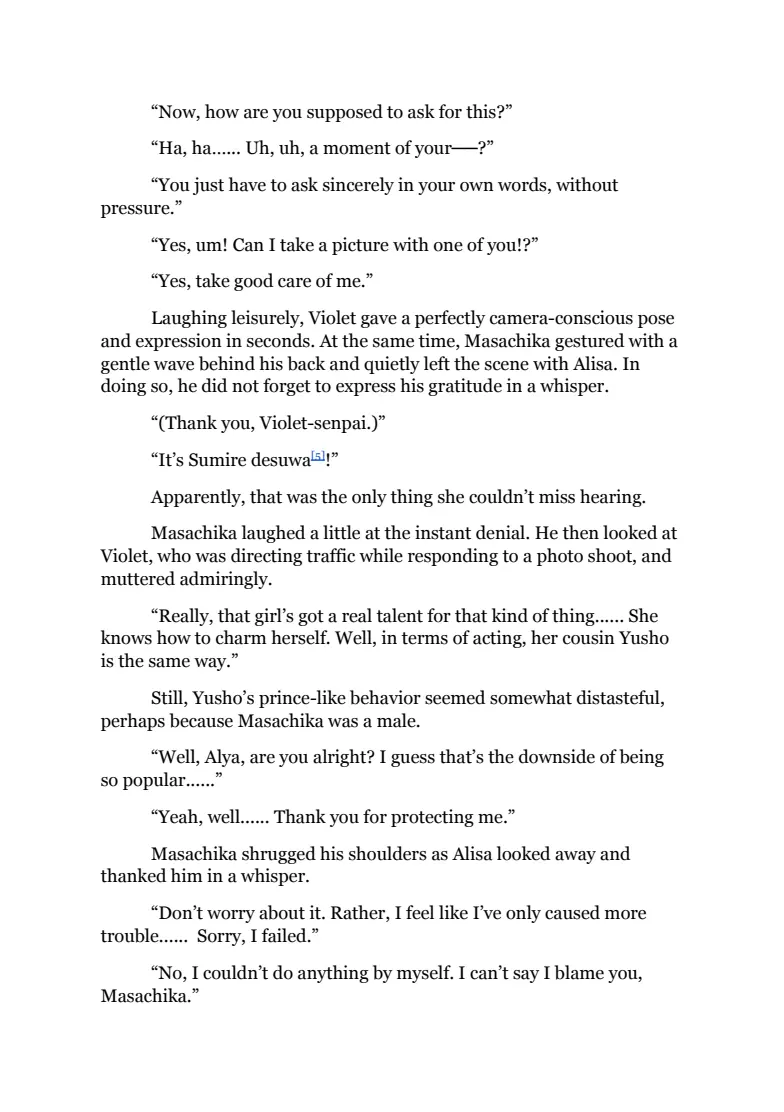 “Now, how are you supposed to ask for this?”
“Ha, ha...... Uh, uh, a moment of your──?”
“You just have to ask sincerely in your own words, without
pressure.”
“Yes, um! Can I take a picture with one of you!?”
“Yes, take good care of me.”
Laughing leisurely, Violet gave a perfectly camera-conscious pose
and expression in seconds. At the same time, Masachika gestured with a
gentle wave behind his back and quietly left the scene with Alisa. In
doing so, he did not forget to express his gratitude in a whisper.
“(Thank you, Violet-senpai.)”
“It’s Sumire desuwa[5]!”
Apparently, that was the only thing she couldn’t miss hearing.
Masachika laughed a little at the instant denial. He then looked at
Violet, who was directing traffic while responding to a photo shoot, and
muttered admiringly.
“Really, that girl’s got a real talent for that kind of thing...... She
knows how to charm herself. Well, in terms of acting, her cousin Yusho
is the same way.”
Still, Yusho’s prince-like behavior seemed somewhat distasteful,
perhaps because Masachika was a male.
“Well, Alya, are you alright? I guess that’s the downside of being
so popular......”
“Yeah, well...... Thank you for protecting me.”
Masachika shrugged his shoulders as Alisa looked away and
thanked him in a whisper.
“Don’t worry about it. Rather, I feel like I’ve only caused more
trouble...... Sorry, I failed.”
“No, I couldn’t do anything by myself. I can’t say I blame you,
Masachika.”